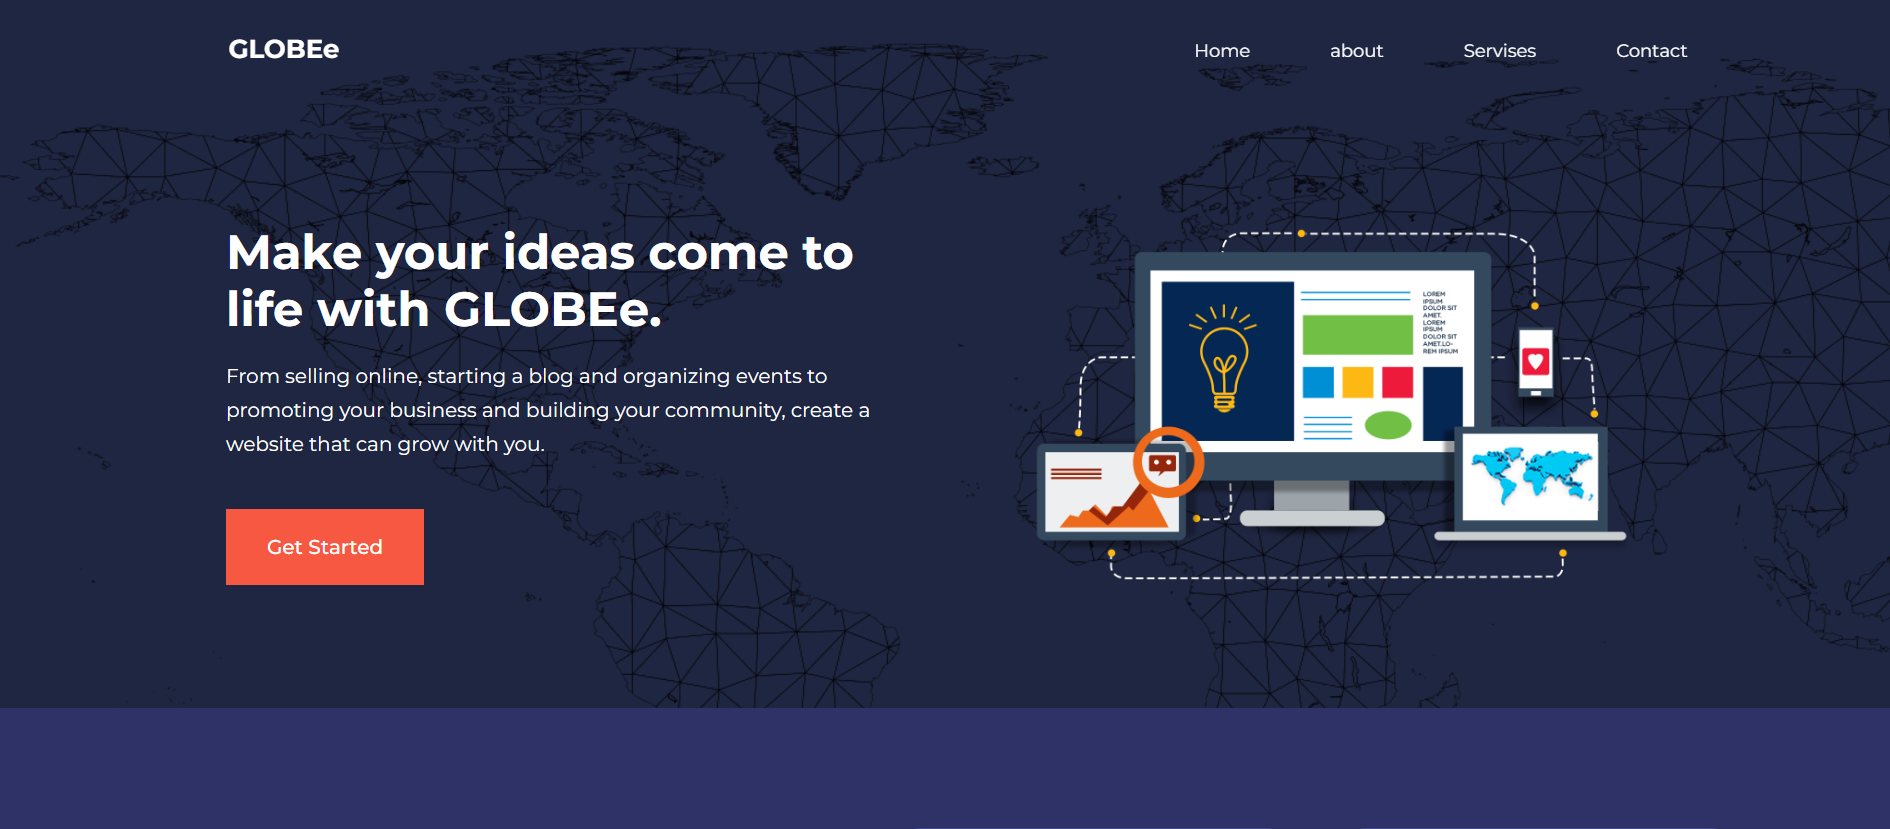 GLOBEe
Home
about
Servises
Contact
Make your ideas come to
life with GLOBEe.
From selling online, starting a blog and organizing events to
promoting your business and building your community, create a
website that can grow with you.
Get Started
LOREM
IPSUM
DOLOR SIT
AMET.
LOREM
IPSUM
DOLOR SIT
AMET.LO-
REM IPSUM